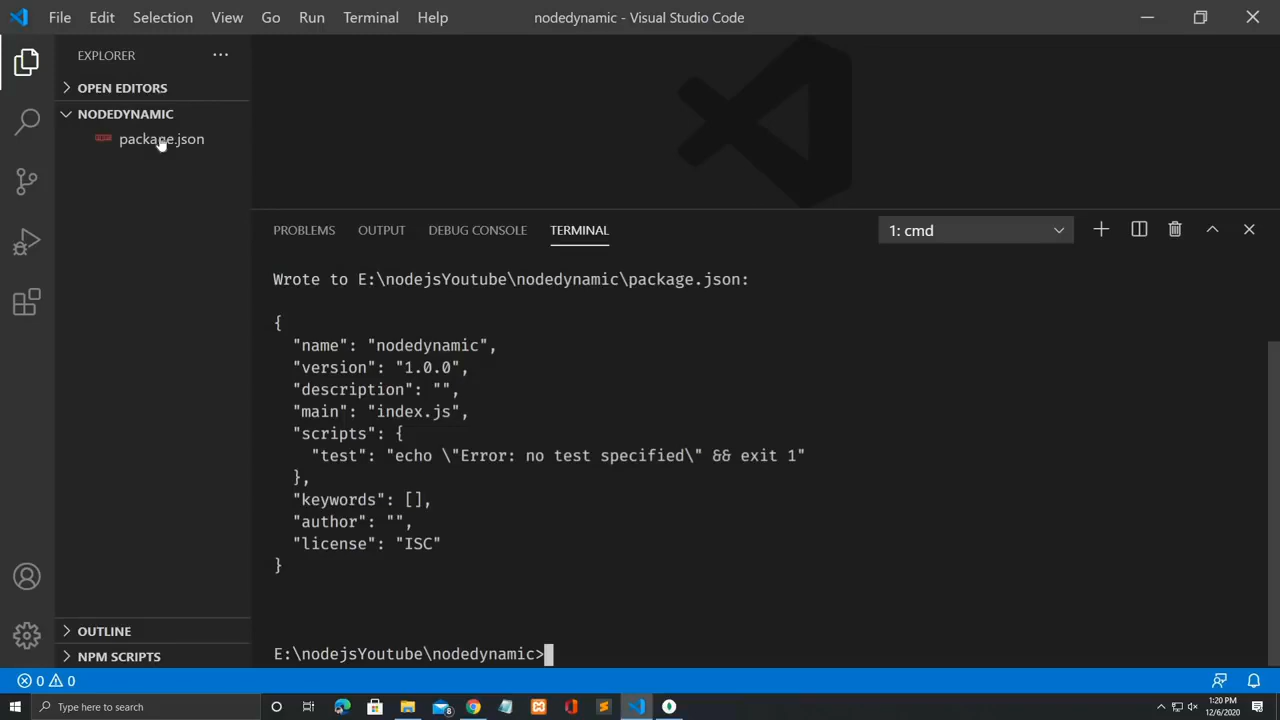 File Edit Selection View Go Run Terminal Help nodedynamic - Visual Studio Code
EXPLORER ...
OPEN EDITORS
NODEDYNAMIC
package.json
PROBLEMS OUTPUT DEBUG CONSOLE TERMINAL 1: cmd
Wrote to E:\nodejsYoutube\nodedynamic\package.json:
{
"name": "nodedynamic",
"version": "1.0.0",
"description": "",
"main": "index.js",
"scripts": {
"test": "echo \"Error: no test specified\" && exit 1"
},
"keywords": [],
"author": "",
"license": "ISC"
}
E:\nodejsYoutube\nodedynamic>
OUTLINE
NPM SCRIPTS
0 0
Type here to search
8
1:20 PM
12/6/2020